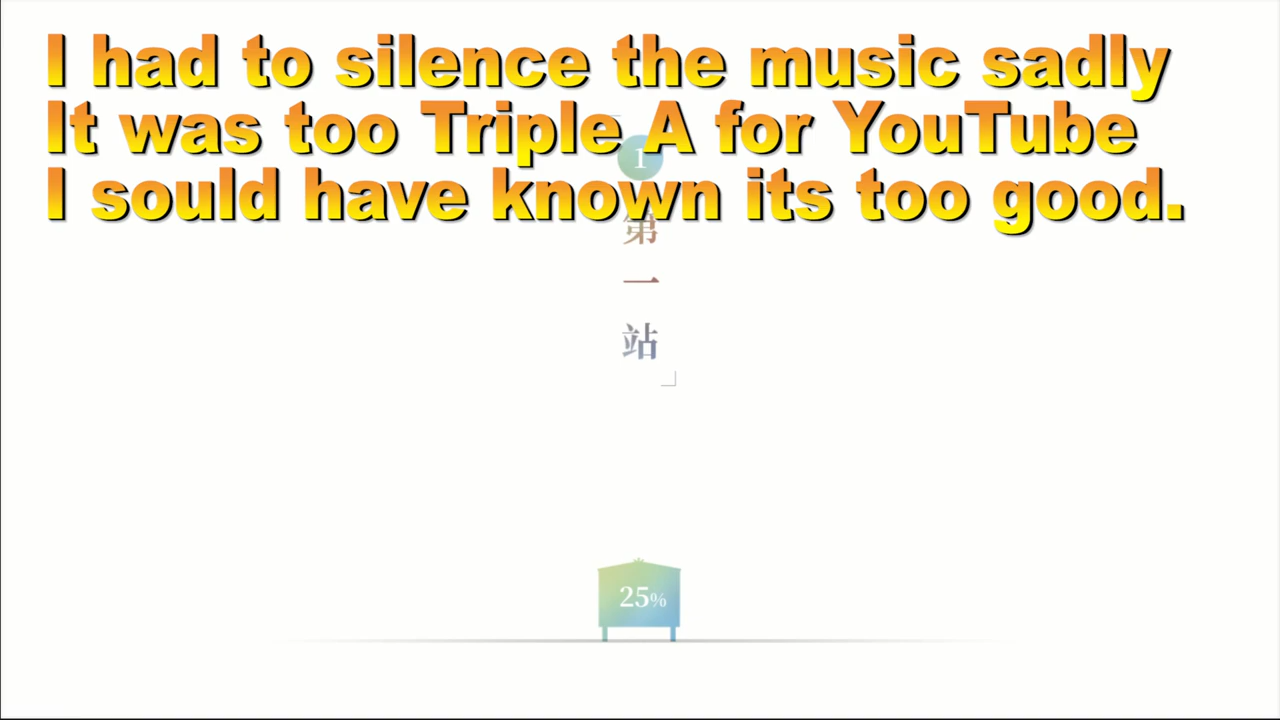 I had to silence the music sadly
It was too Triple A for YouTube
I sould have known its too good.
1
第
一
站
25%